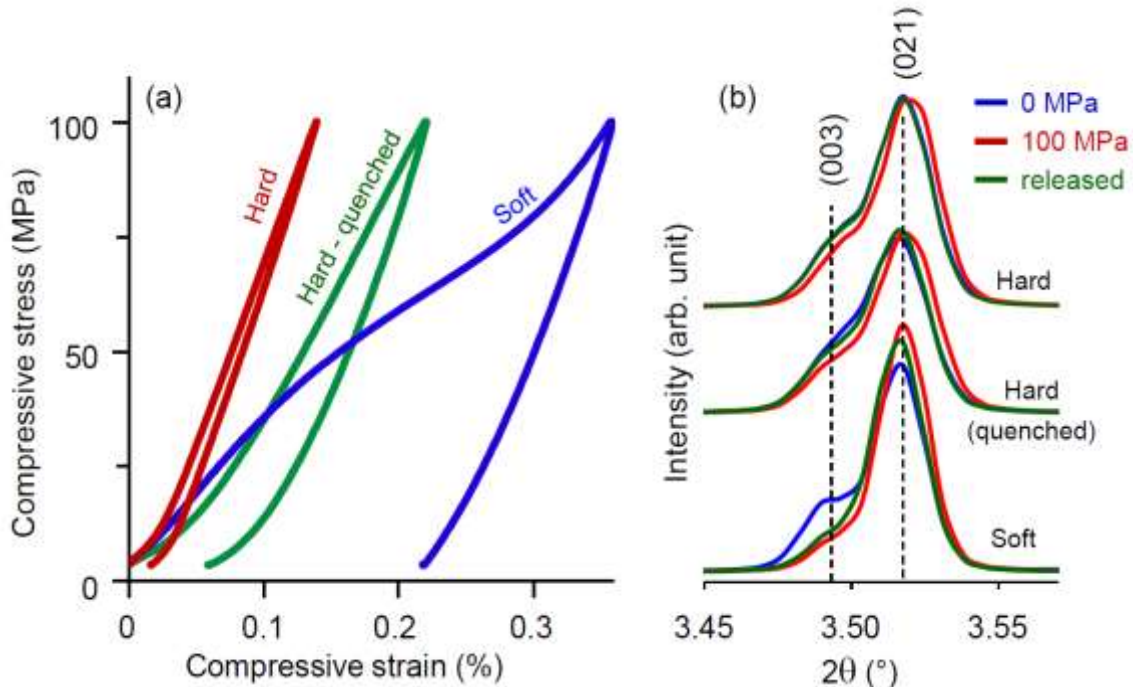 (a)
Compressive stress (MPa)
100
50
0
Hard
Hard - quenched
Soft
0
0.1
0.2
0.3
Compressive strain (%)
(b)
(003)
(021)
0 MPa
100 MPa
released
Intensity (arb. unit)
Hard
Hard
(quenched)
Soft
3.45
3.50
3.55
2θ (°)